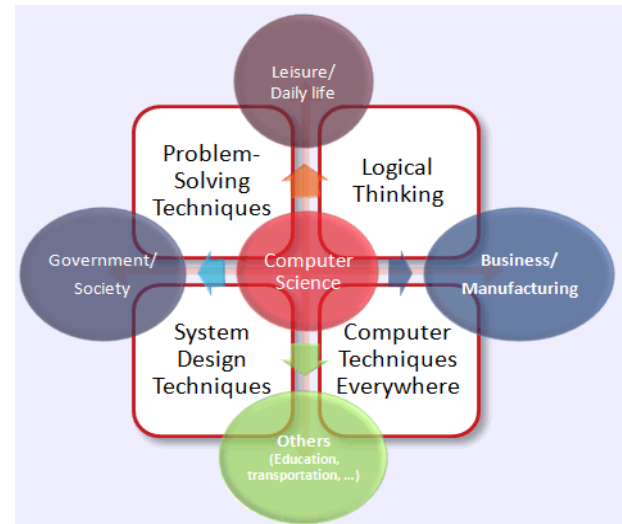 Leisure/
Daily life
Problem-
Solving
Techniques
Logical
Thinking
Government/
Society
Computer
Science
Business/
Manufacturing
System
Design
Techniques
Computer
Techniques
Everywhere
Others
(Education,
transportation, ...)